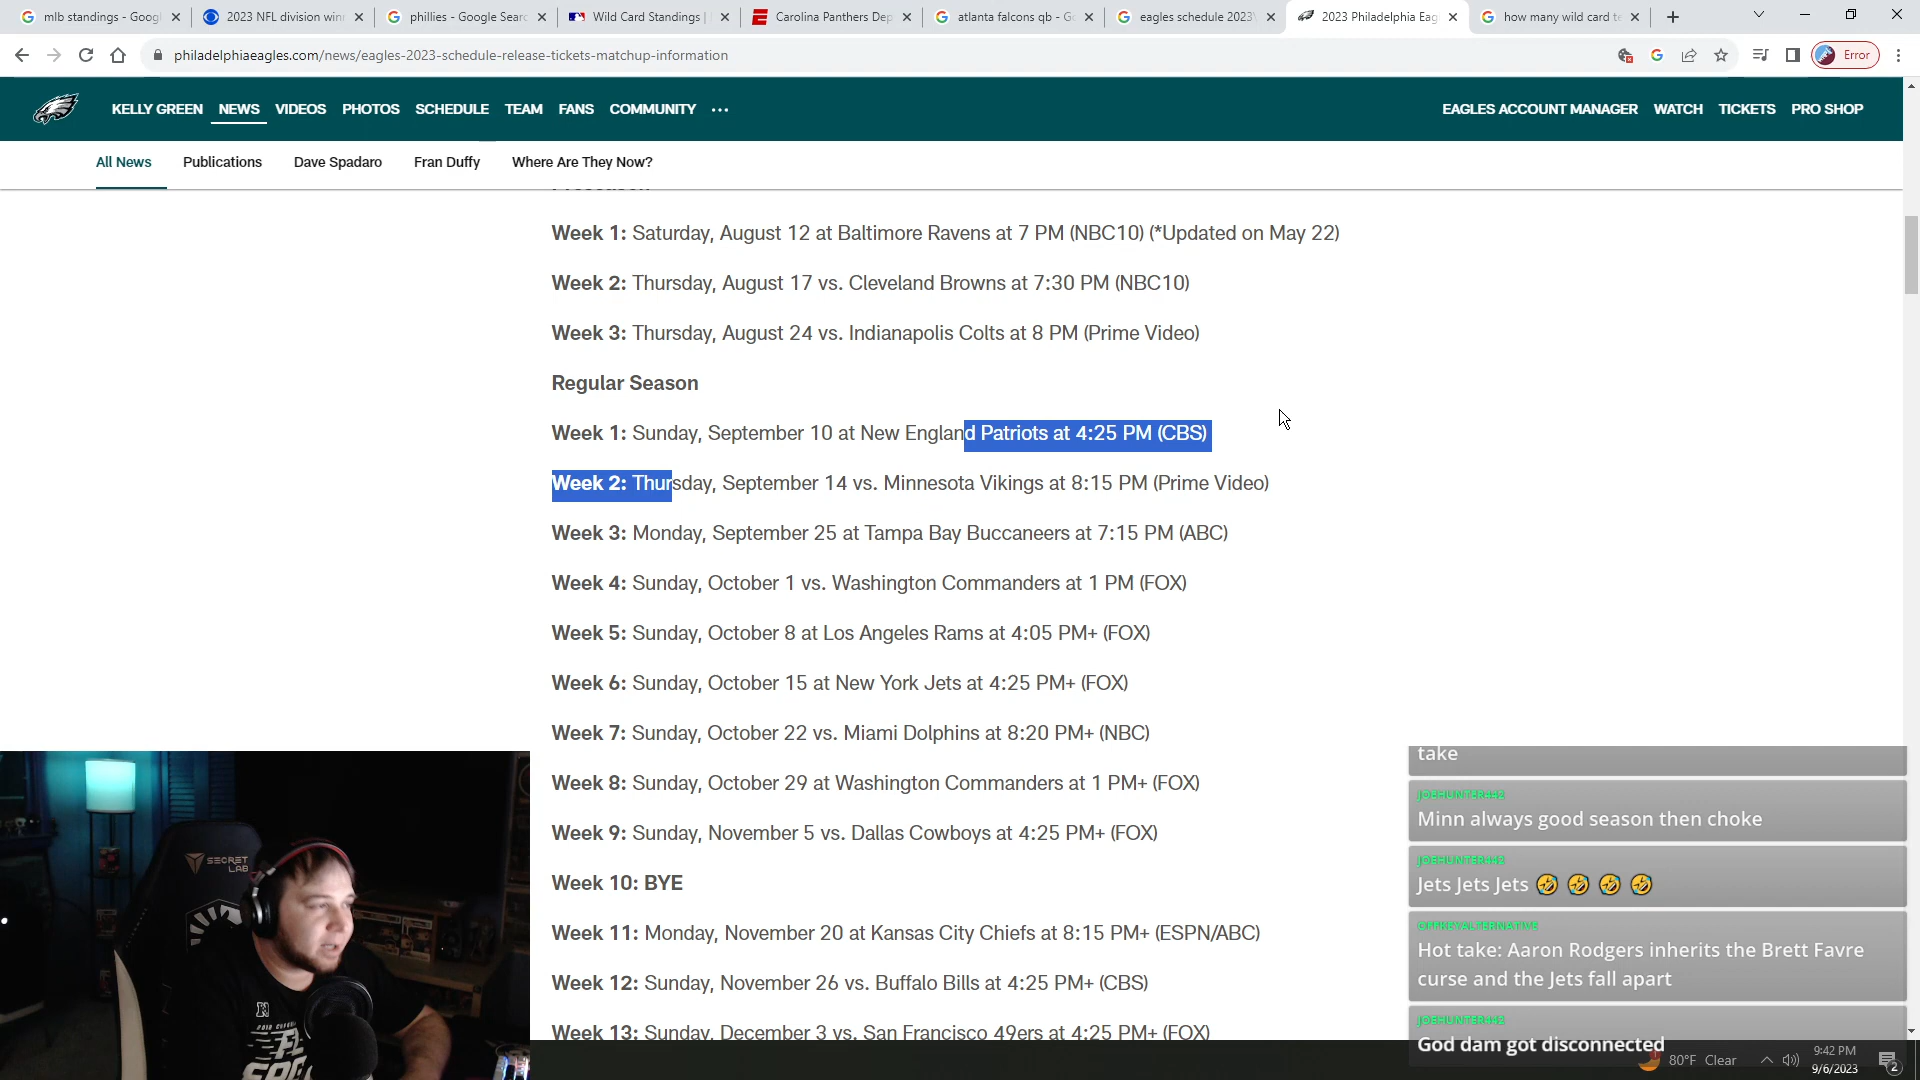 mlb standings - Googl
2023 NFL division winn
phillies - Google Searc
Wild Card Standings |
Carolina Panthers Dep
atlanta falcons qb - Go
eagles schedule 2023
2023 Philadelphia Eag
how many wild card te
philadelphiaeagles.com/news/eagles-2023-schedule-release-tickets-matchup-information
Error
KELLY GREEN NEWS VIDEOS PHOTOS SCHEDULE TEAM FANS COMMUNITY ...
EAGLES ACCOUNT MANAGER WATCH TICKETS PRO SHOP
All News Publications Dave Spadaro Fran Duffy Where Are They Now?
Week 1: Saturday, August 12 at Baltimore Ravens at 7 PM (NBC10) (*Updated on May 22)
Week 2: Thursday, August 17 vs. Cleveland Browns at 7:30 PM (NBC10)
Week 3: Thursday, August 24 vs. Indianapolis Colts at 8 PM (Prime Video)
Regular Season
Week 1: Sunday, September 10 at New England Patriots at 4:25 PM (CBS)
Week 2: Thursday, September 14 vs. Minnesota Vikings at 8:15 PM (Prime Video)
Week 3: Monday, September 25 at Tampa Bay Buccaneers at 7:15 PM (ABC)
Week 4: Sunday, October 1 vs. Washington Commanders at 1 PM (FOX)
Week 5: Sunday, October 8 at Los Angeles Rams at 4:05 PM+ (FOX)
Week 6: Sunday, October 15 at New York Jets at 4:25 PM+ (FOX)
Week 7: Sunday, October 22 vs. Miami Dolphins at 8:20 PM+ (NBC)
Week 8: Sunday, October 29 at Washington Commanders at 1 PM+ (FOX)
Week 9: Sunday, November 5 vs. Dallas Cowboys at 4:25 PM+ (FOX)
Week 10: BYE
Week 11: Monday, November 20 at Kansas City Chiefs at 8:15 PM+ (ESPN/ABC)
Week 12: Sunday, November 26 vs. Buffalo Bills at 4:25 PM+ (CBS)
Week 13: Sunday, December 3 vs. San Francisco 49ers at 4:25 PM+ (FOX)
SECRET
LAB
take
JOEHUNTER442
Minn always good season then choke
JOEHUNTER442
Jets Jets Jets 🤣 🤣 🤣 🤣
OFFKEYALTERNATIVE
Hot take: Aaron Rodgers inherits the Brett Favre
curse and the Jets fall apart
JOEHUNTER442
God dam got disconnected
80°F Clear
9:42 PM
9/6/2023
2